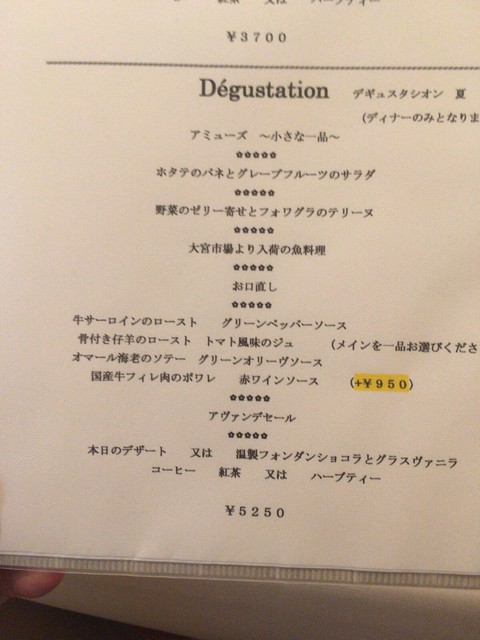 紅茶 又は ハーブティー
￥３７００
Dégustation デギュスタシオン 夏
(ディナーのみとなりま
アミューズ ～小さな一品～
✿✿✿✿✿
ホタテのパネとグレープフルーツのサラダ
✿✿✿✿✿
野菜のゼリー寄せとフォワグラのテリーヌ
✿✿✿✿✿
大宮市場より入荷の魚料理
✿✿✿✿✿
お口直し
✿✿✿✿✿
牛サーロインのロースト グリーンペッパーソース
骨付き仔羊のロースト トマト風味のジュ (メインを一品お選びくださ
オマール海老のソテー グリーンオリーヴソース
国産牛フィレ肉のポワレ 赤ワインソース (+￥９５０)
✿✿✿✿✿
アヴァンデセール
✿✿✿✿✿
本日のデザート 又は 温製フォンダンショコラとグラスヴァニラ
コーヒー 紅茶 又は ハーブティー
￥５２５０